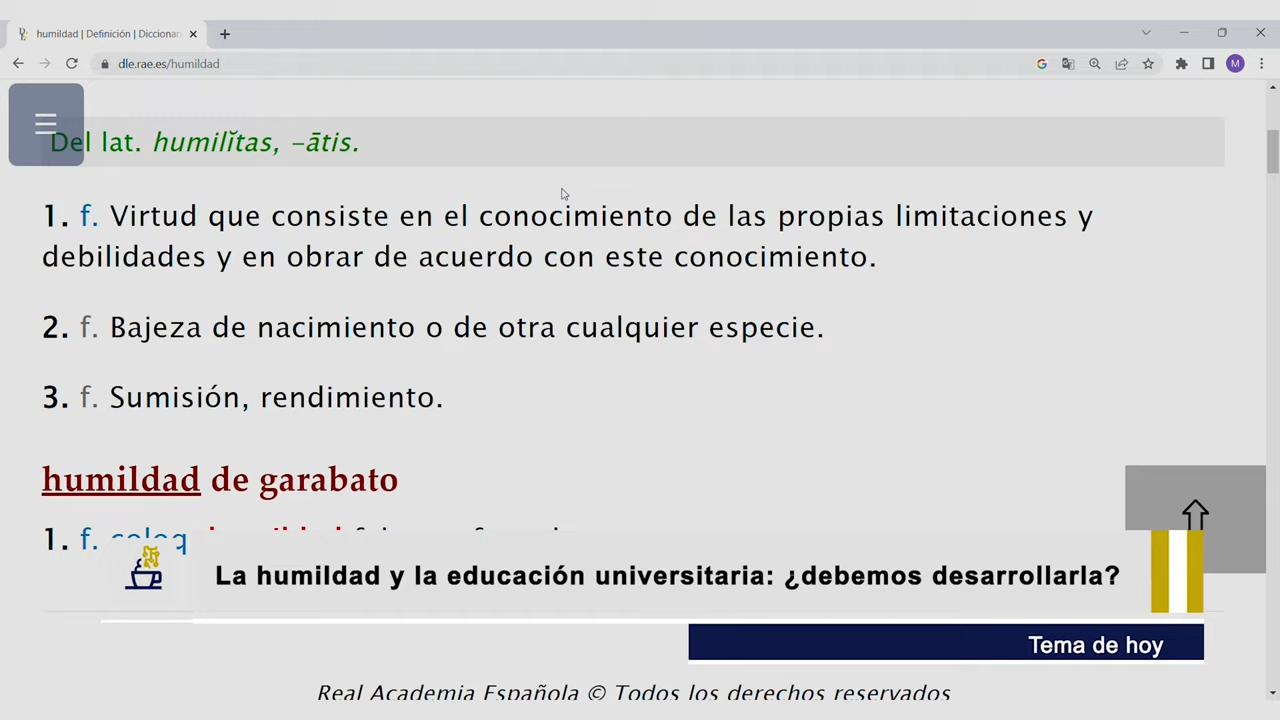 humildad | Definición | Diccionar
dle.rae.es/humildad
M
Del lat. humilĭtas, -ātis.
1. f. Virtud que consiste en el conocimiento de las propias limitaciones y
debilidades y en obrar de acuerdo con este conocimiento.
2. f. Bajeza de nacimiento o de otra cualquier especie.
3. f. Sumisión, rendimiento.
humildad de garabato
1. f. coloq
La humildad y la educación universitaria: ¿debemos desarrollarla?
Tema de hoy
Real Academia Española © Todos los derechos reservados